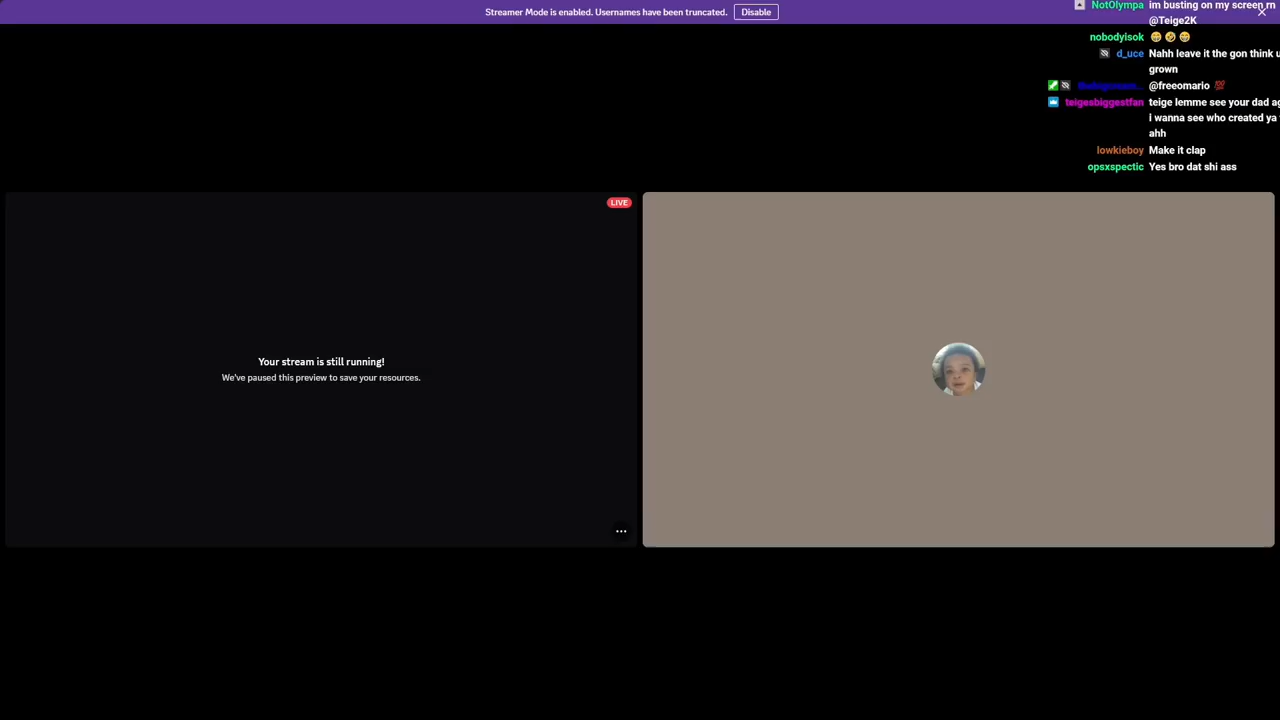 Streamer Mode is enabled. Usernames have been truncated. Disable
NotOlympa im busting on my screen rn
@Teige2K
nobodyisok 😁 🤣 😁
d_uce Nahh leave it the gon think u
grown
@freeomarlo 💯
teigesbiggestfan teige lemme see your dad ag
i wanna see who created ya
ahh
lowkieboy Make it clap
opsxspectic Yes bro dat shi ass
LIVE
Your stream is still running!
We've paused this preview to save your resources.